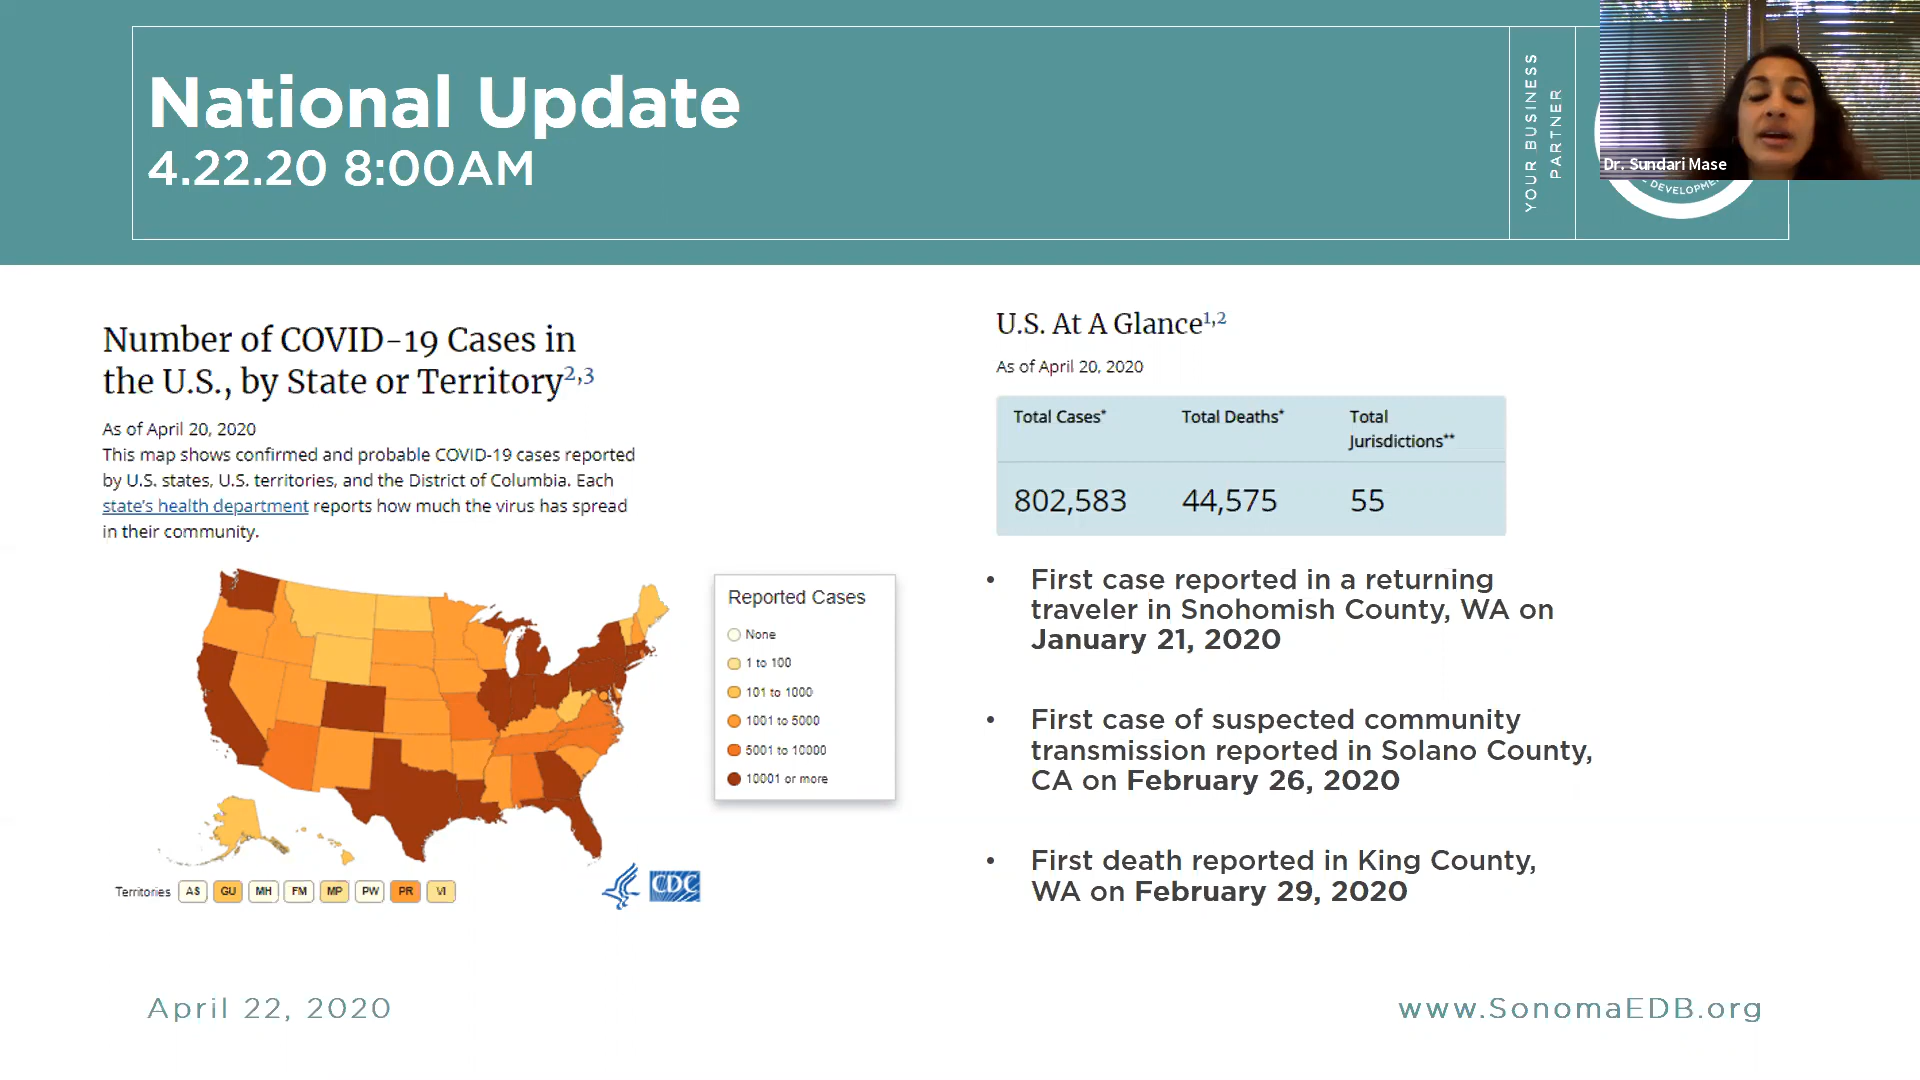 National Update
4.22.20 8:00AM
YOUR BUSINESS
PARTNER
Dr. Sundari Mase
Number of COVID-19 Cases in
the U.S., by State or Territory2,3
As of April 20, 2020
This map shows confirmed and probable COVID-19 cases reported
by U.S. states, U.S. territories, and the District of Columbia. Each
state's health department reports how much the virus has spread
in their community.
Reported Cases
None
1 to 100
101 to 1000
1001 to 5000
5001 to 10000
10001 or more
Territories AS GU MH FM MP PW PR VI
CDC
U.S. At A Glance1,2
As of April 20, 2020
Total Cases* Total Deaths* Total
Jurisdictions**
802,583 44,575 55
• First case reported in a returning
traveler in Snohomish County, WA on
January 21, 2020
• First case of suspected community
transmission reported in Solano County,
CA on February 26, 2020
• First death reported in King County,
WA on February 29, 2020
April 22, 2020
www.SonomaEDB.org